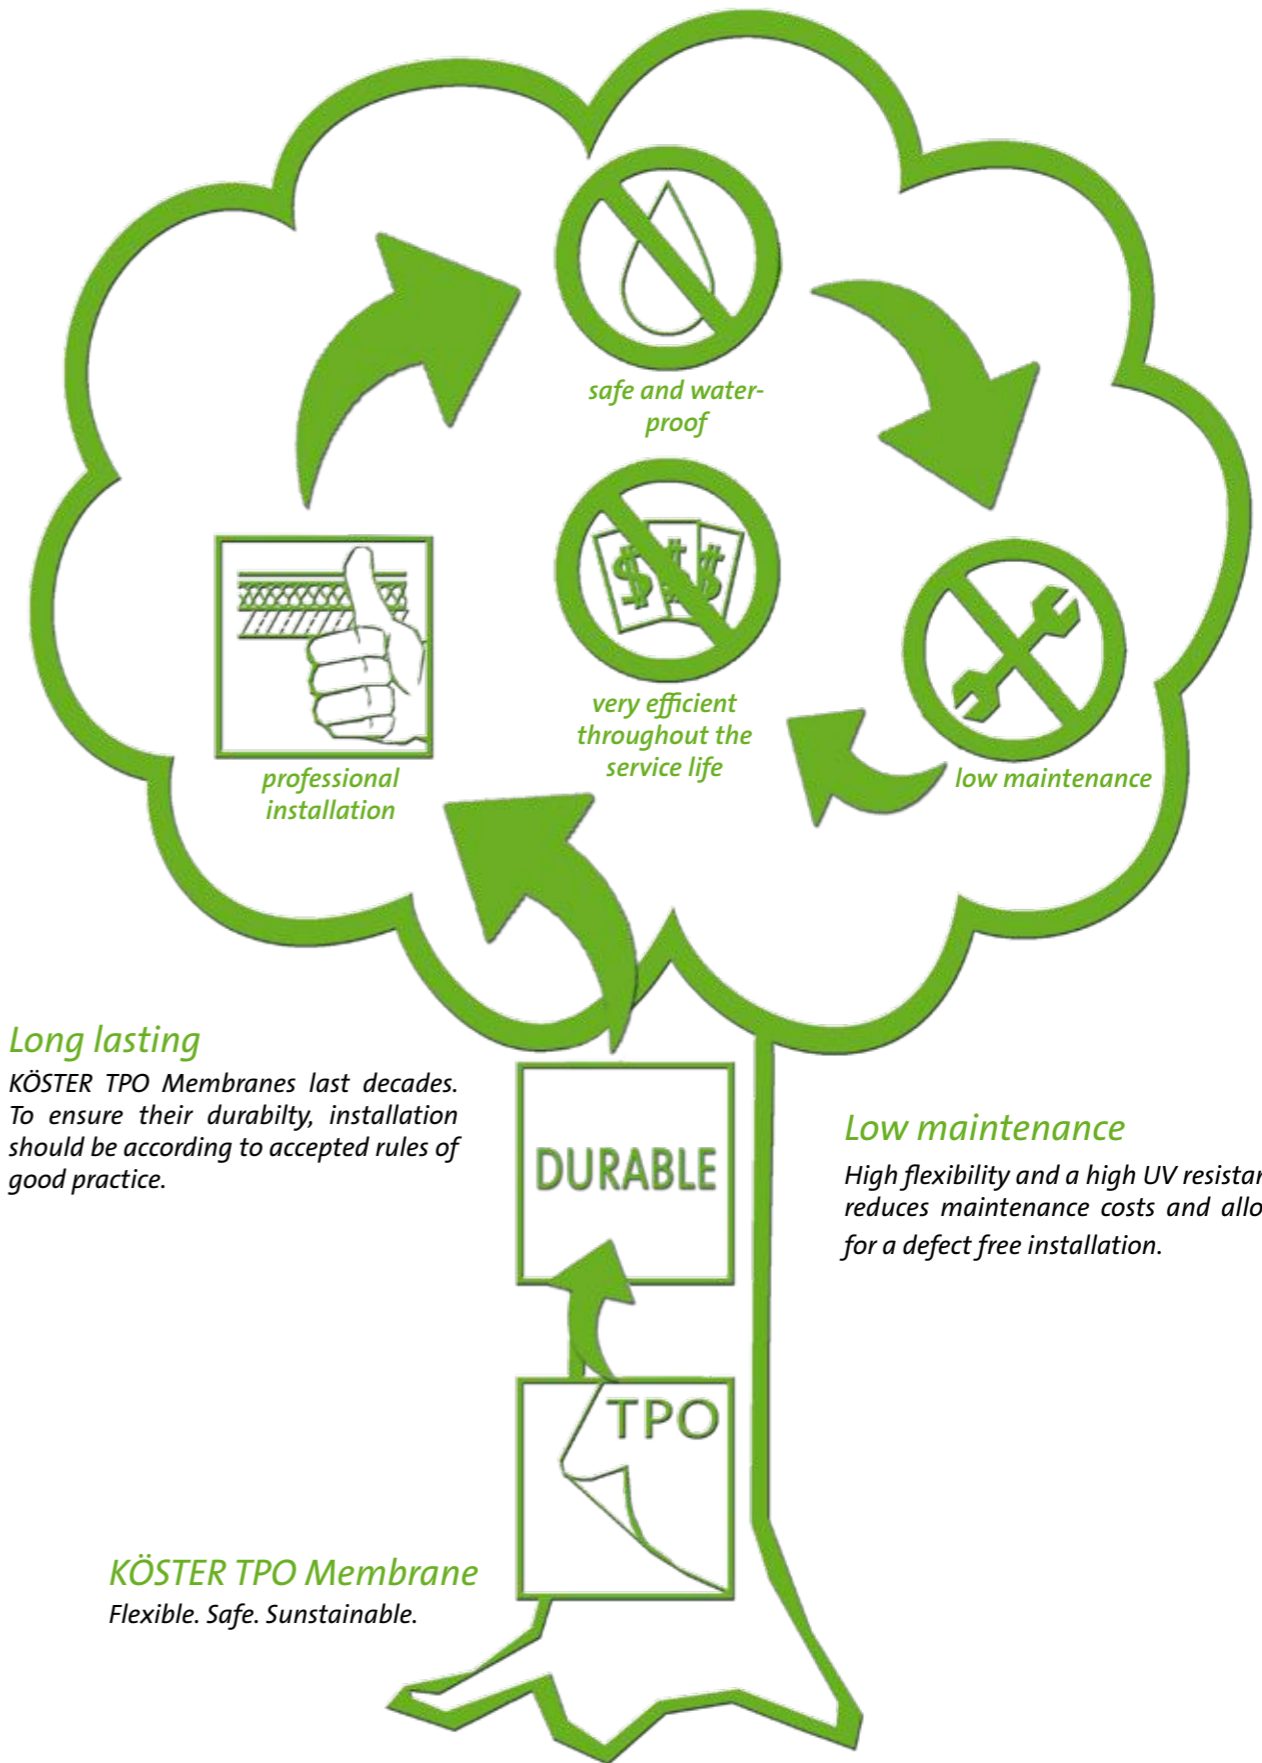 safe and water-
proof
very efficient
throughout the
service life
professional
installation
low maintenance
Long lasting
KÖSTER TPO Membranes last decades.
To ensure their durabilty, installation
should be according to accepted rules of
good practice.
DURABLE
Low maintenance
High flexibility and a high UV resistan
reduces maintenance costs and allo
for a defect free installation.
TPO
KÖSTER TPO Membrane
Flexible. Safe. Sunstainable.